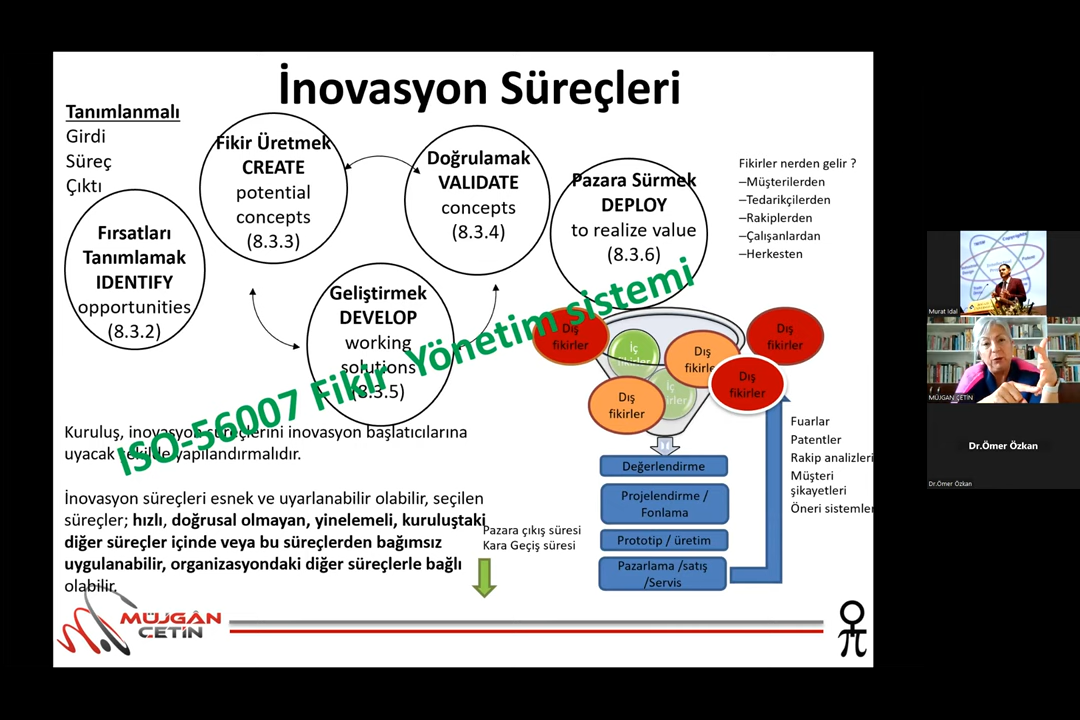 İnovasyon Süreçleri
Tanımlanmalı
Girdi
Süreç
Çıktı
Fırsatları
Tanımlamak
IDENTIFY
opportunities
(8.3.2)
Fikir Üretmek
CREATE
potential
concepts
(8.3.3)
Doğrulamak
VALIDATE
concepts
(8.3.4)
Geliştirmek
DEVELOP
working
solutions
(8.3.5)
Pazara Sürmek
DEPLOY
to realize value
(8.3.6)
Fikirler nerden gelir ?
–Müşterilerden
–Tedarikçilerden
–Rakiplerden
–Çalışanlardan
–Herkesten
ISO-56007 Fikir Yönetim sistemi
Dış
fikirler
İç
fikirler
Dış
fikirler
Dış
fikirler
Dış
fikirler
Dış
fikirler
İç
Değerlendirme
Projelendirme /
Fonlama
Prototip / üretim
Pazarlama /satış
/Servis
Fuarlar
Patentler
Rakip analizleri
Müşteri
şikayetleri
Öneri sistemler
Kuruluş, inovasyon süreçlerini inovasyon başlatıcılarına
uyacak şekilde yapılandırmalıdır.
İnovasyon süreçleri esnek ve uyarlanabilir olabilir, seçilen
süreçler; hızlı, doğrusal olmayan, yinelemeli, kuruluştaki
diğer süreçler içinde veya bu süreçlerden bağımsız
uygulanabilir, organizasyondaki diğer süreçlerle bağlı
olabilir.
Pazara çıkış süresi
Kara Geçiş süresi
MÜJGÂN
ÇETİN
Murat Idal
MÜJGAN ÇETİN
Dr.Ömer Özkan
Dr.Ömer Özkan